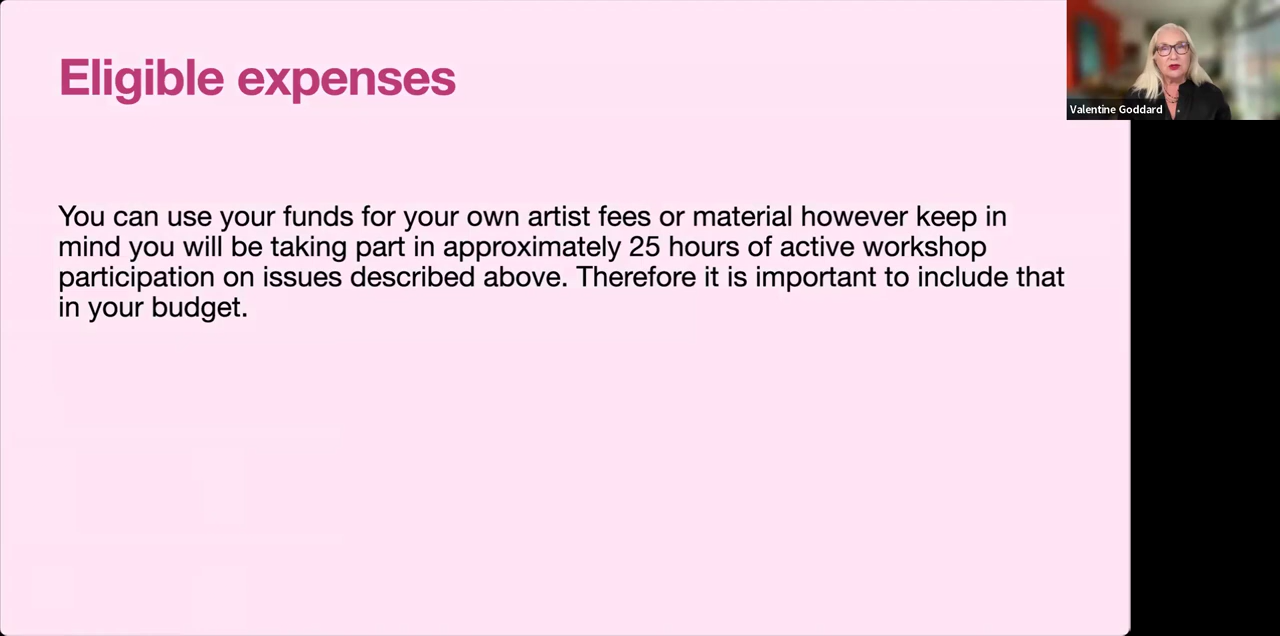 Eligible expenses
Valentine Goddard
You can use your funds for your own artist fees or material however keep in
mind you will be taking part in approximately 25 hours of active workshop
participation on issues described above. Therefore it is important to include that
in your budget.